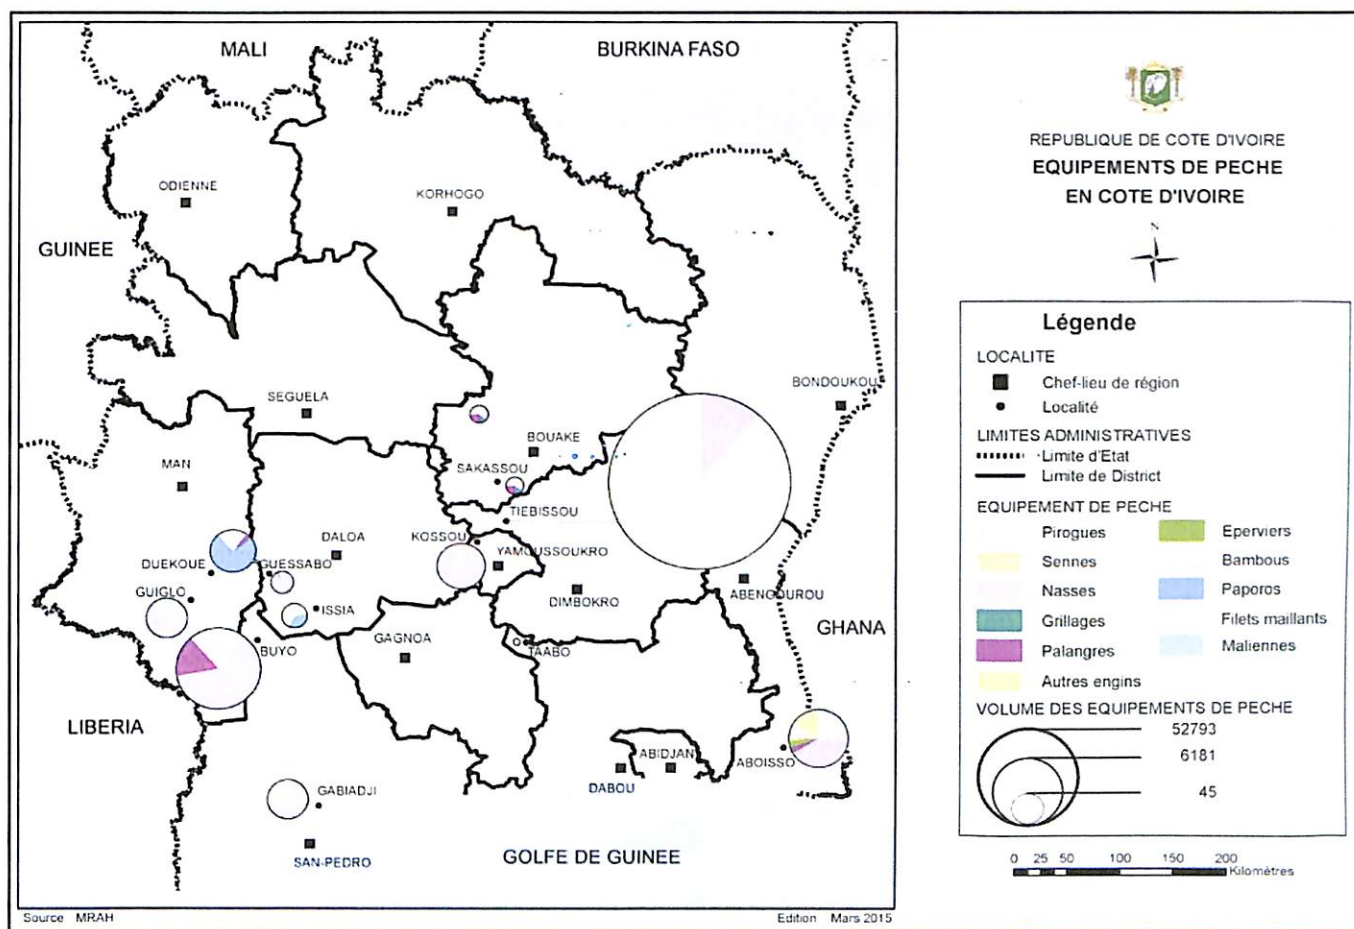 MALI
BURKINA FASO
ODIENNE
KORHOGO
GUINEE
SEGUELA
BONDOUKOU
BOUAKE
MAN
SAKASSOU
TIEBISSOU
DALOA
KOSSOU
YAMOUSSOUKRO
DUEKOUE
GUESSABO
GUIGLO
DIMBOKRO
ABENGOUROU
ISSIA
GAGNOA
GHANA
BUYO
TAABO
LIBERIA
ABIDJAN
ABOISSO
DABOU
GABIADJI
SAN-PEDRO
GOLFE DE GUINEE
Source MRAH
Edition Mars 2015
REPUBLIQUE DE COTE D'IVOIRE
EQUIPEMENTS DE PECHE
EN COTE D'IVOIRE
N
Légende
LOCALITE
Chef-lieu de région
Localité
LIMITES ADMINISTRATIVES
Limite d'Etat
Limite de District
EQUIPEMENT DE PECHE
Pirogues
Sennes
Nasses
Grillages
Palangres
Autres engins
Eperviers
Bambous
Paporos
Filets maillants
Maliennes
VOLUME DES EQUIPEMENTS DE PECHE
52793
6181
45
0 25 50 100 150 200
Kilomètres